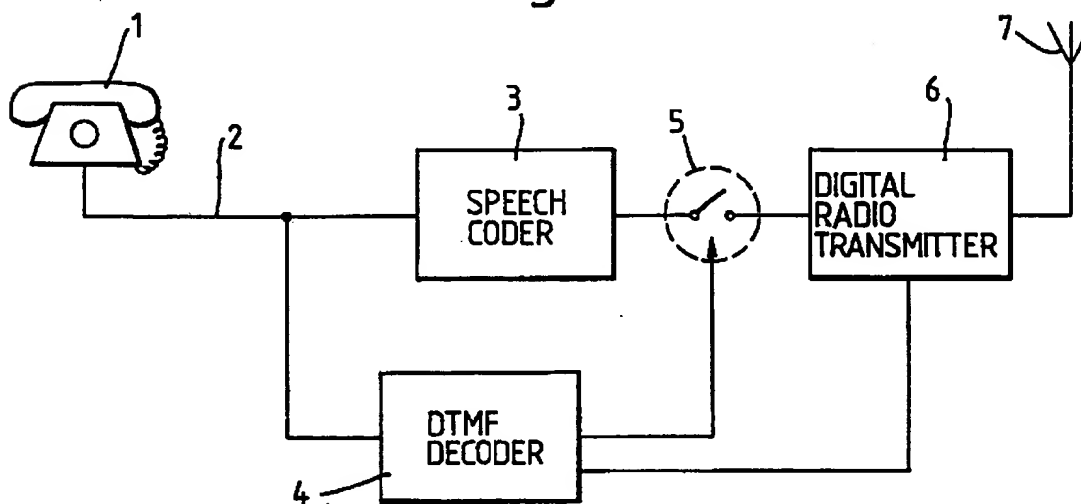 1
7
3
6
5
2
SPEECH
CODER
DIGITAL
RADIO
TRANSMITTER
DTMF
DECODER
4